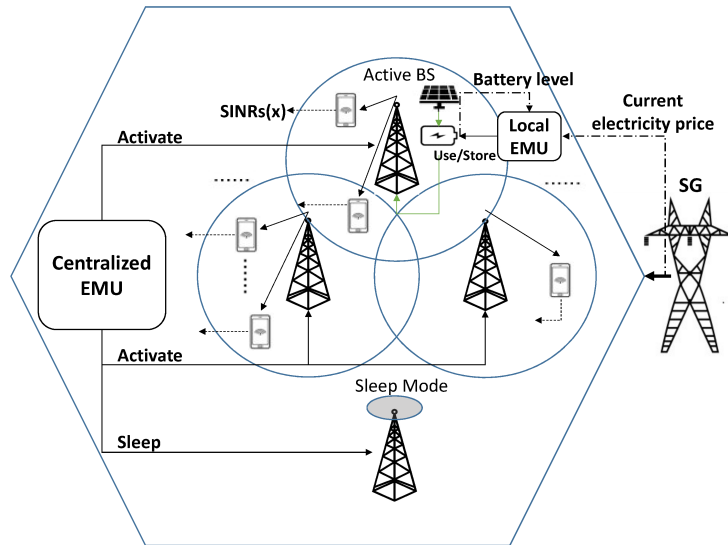 Active BS
Battery level
SINRs(x)
Current
electricity price
Activate
Local
EMU
Use/Store
SG
Centralized
EMU
Activate
Sleep Mode
Sleep